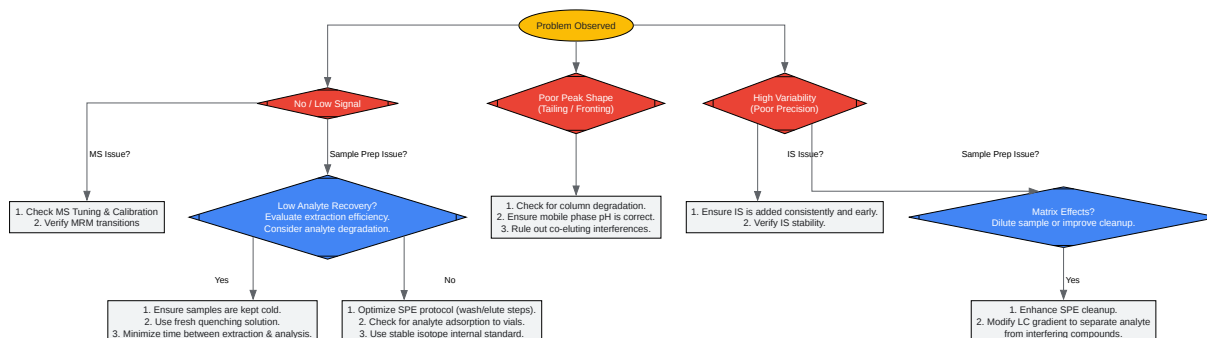 Problem Observed
No / Low Signal
Poor Peak Shape
(Tailing / Fronting)
High Variability
(Poor Precision)
MS Issue?
Sample Prep Issue?
IS Issue?
Sample Prep Issue?
1. Check MS Tuning & Calibration
2. Verify MRM transitions
Low Analyte Recovery?
Evaluate extraction efficiency.
Consider analyte degradation.
1. Check for column degradation.
2. Ensure mobile phase pH is correct.
3. Rule out co-eluting interferences.
1. Ensure IS is added consistently and early.
2. Verify IS stability.
Matrix Effects?
Dilute sample or improve cleanup.
Yes
No
Yes
1. Ensure samples are kept cold.
2. Use fresh quenching solution.
3. Minimize time between extraction & analysis.
1. Optimize SPE protocol (wash/elute steps).
2. Check for analyte adsorption to vials.
3. Use stable isotope internal standard.
1. Enhance SPE cleanup.
2. Modify LC gradient to separate analyte
from interfering compounds.